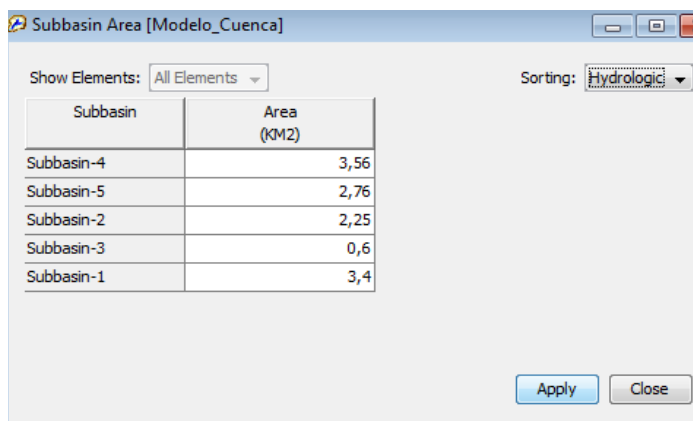 Subbasin Area [Modelo_Cuenca]
Show Elements: All Elements Sorting: Hydrologic
Subbasin Area
(KM2)
Subbasin-4 3,56
Subbasin-5 2,76
Subbasin-2 2,25
Subbasin-3 0,6
Subbasin-1 3,4
Apply Close